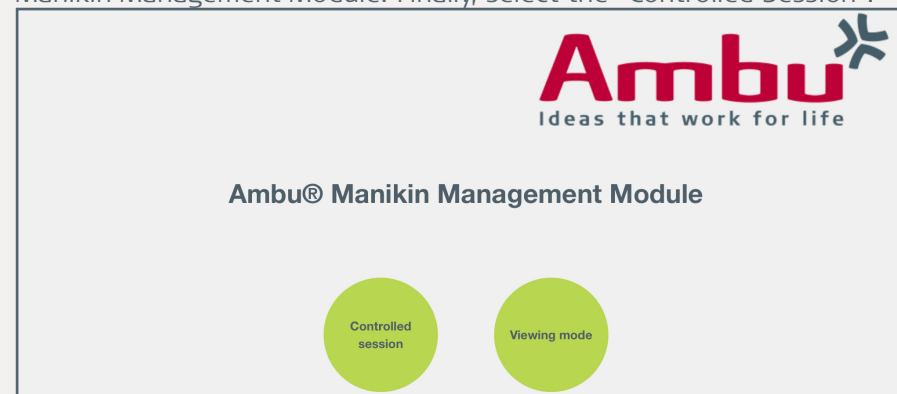 Manikin Management Module. Finally, select the "Controlled Session".
Ambu
Ideas that work for life
Ambu® Manikin Management Module
Controlled
session
Viewing mode